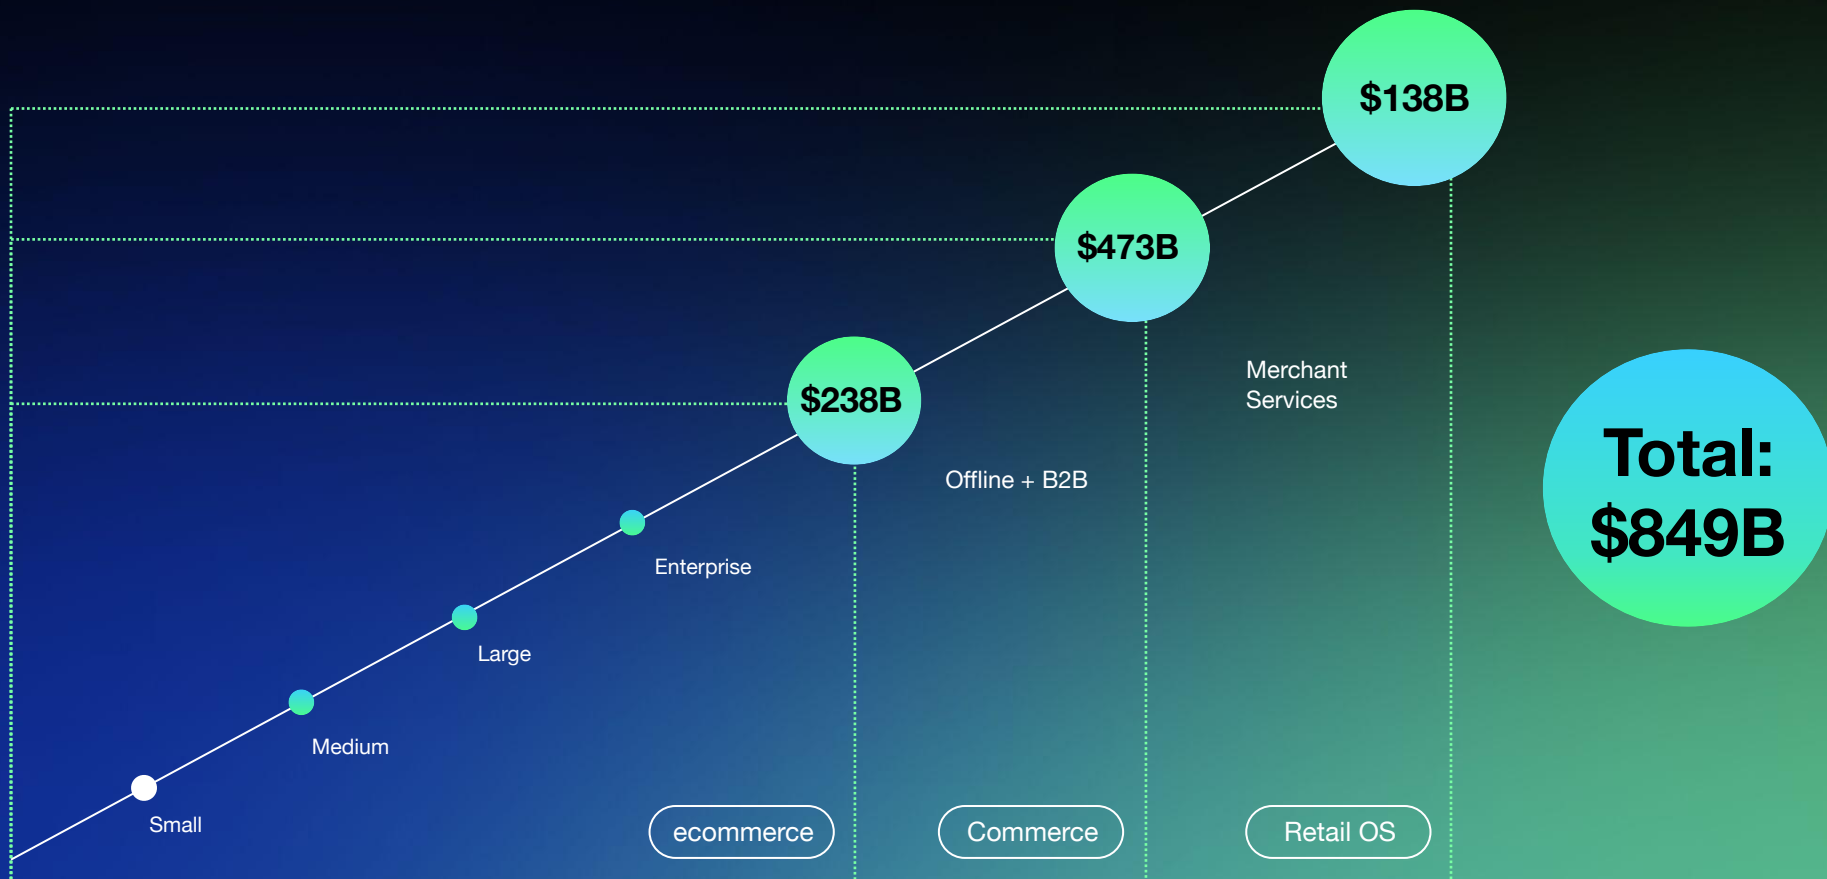 $138B
$473B
$238B
Merchant
Services
Offline + B2B
Enterprise
Large
Medium
Small
ecommerce
Commerce
Retail OS
Total:
$849B